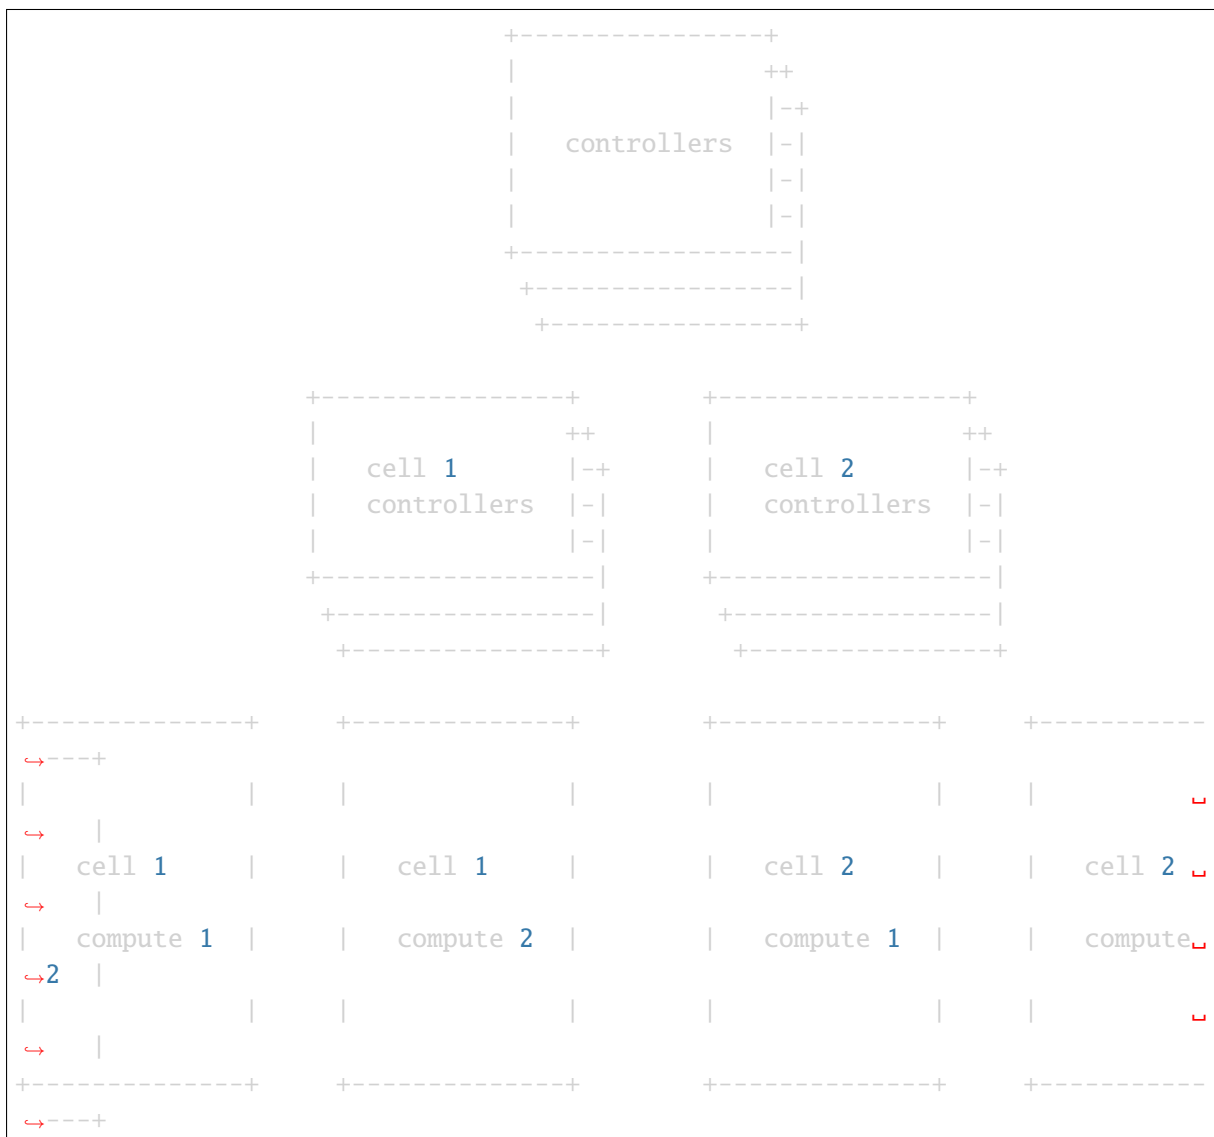 +-----------------+
|                 ++
|                 |-+
|   controllers   |-|
|                 |-|
|                 |-|
+------------------|
 +-----------------|
  +-----------------+
+-----------------+        +-----------------+
|                 ++       |                 ++
|   cell 1        |-+      |   cell 2        |-+
|   controllers   |-|      |   controllers   |-|
|                 |-|      |                 |-|
+------------------|       +------------------|
 +-----------------|        +-----------------|
  +-----------------+        +-----------------+
+---------------+     +---------------+        +---------------+     +-----------
↪----+
|               |     |               |        |               |     |          ␣
↪    |
|   cell 1      |     |   cell 1      |        |   cell 2      |     |   cell 2 ␣
↪    |
|   compute 1   |     |   compute 2   |        |   compute 1   |     |   compute␣
↪2   |
|               |     |               |        |               |     |          ␣
↪    |
+---------------+     +---------------+        +---------------+     +-----------
↪----+